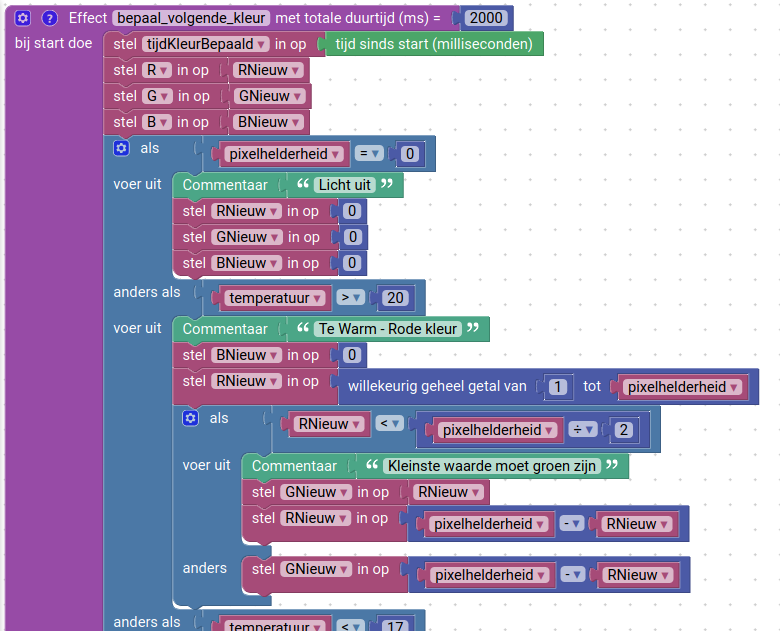 Effect bepaal_volgende_kleur met totale duurtijd (ms) = 2000
bij start doe stel tijdKleurBepaald in op tijd sinds start (milliseconden)
stel R in op RNieuw
stel G in op GNieuw
stel B in op BNieuw
als pixelhelderheid = 0
voer uit Commentaar “ Licht uit ”
stel RNieuw in op 0
stel GNieuw in op 0
stel BNieuw in op 0
anders als temperatuur > 20
voer uit Commentaar “ Te Warm - Rode kleur ”
stel BNieuw in op 0
stel RNieuw in op willekeurig geheel getal van 1 tot pixelhelderheid
als RNieuw < pixelhelderheid ÷ 2
voer uit Commentaar “ Kleinste waarde moet groen zijn ”
stel GNieuw in op RNieuw
stel RNieuw in op pixelhelderheid - RNieuw
anders stel GNieuw in op pixelhelderheid - RNieuw
anders als temperatuur < 17